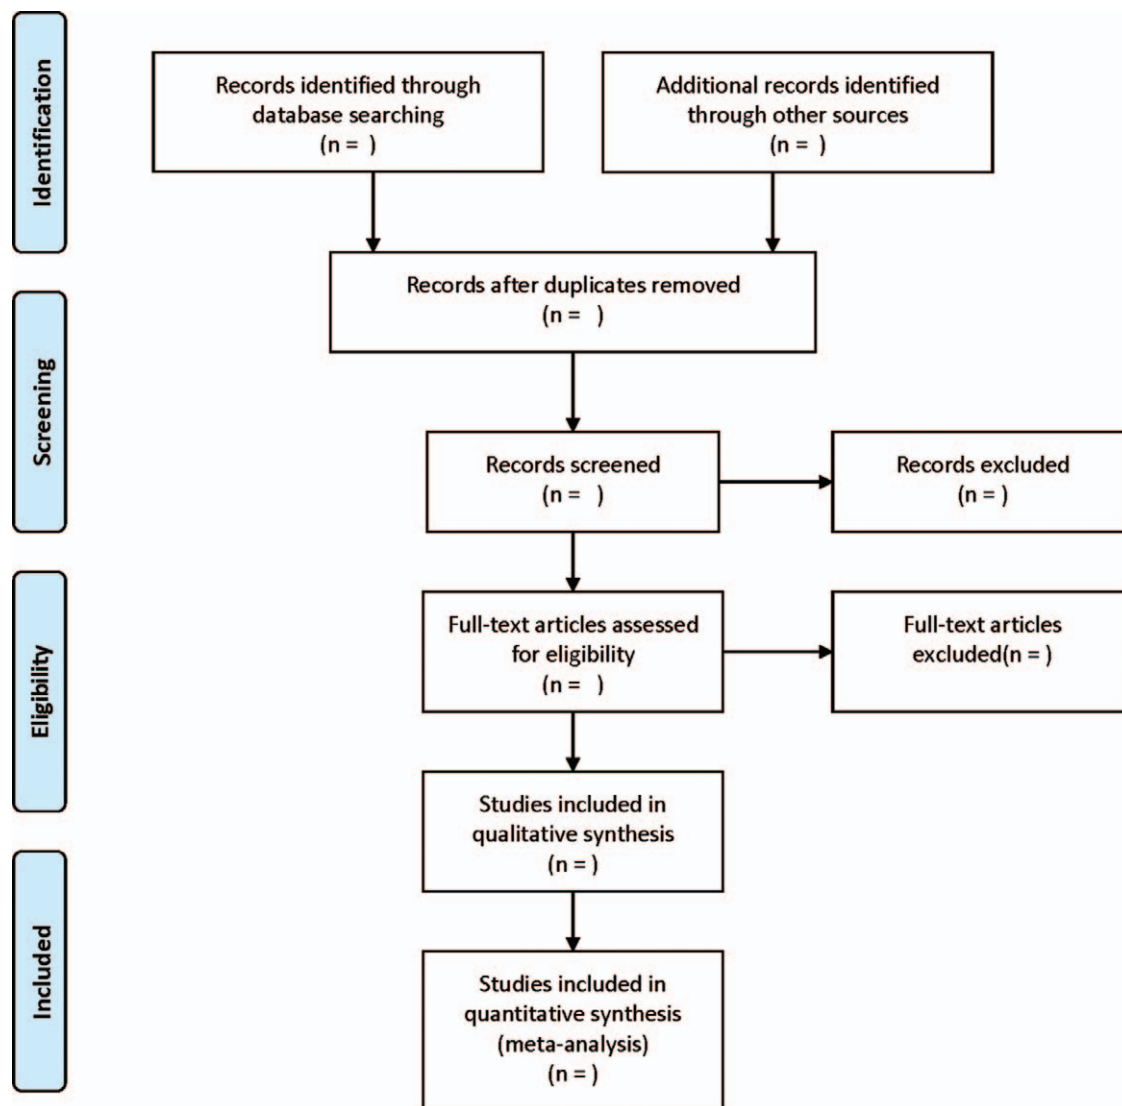 Identification
Records identified through
database searching
(n =  )
Additional records identified
through other sources
(n =  )
Records after duplicates removed
(n =  )
Screening
Records screened
(n =  )
Records excluded
(n = )
Eligibility
Full-text articles assessed
for eligibility
(n =  )
Full-text articles
excluded(n = )
Studies included in
qualitative synthesis
(n = )
Included
Studies included in
quantitative synthesis
(meta-analysis)
(n = )